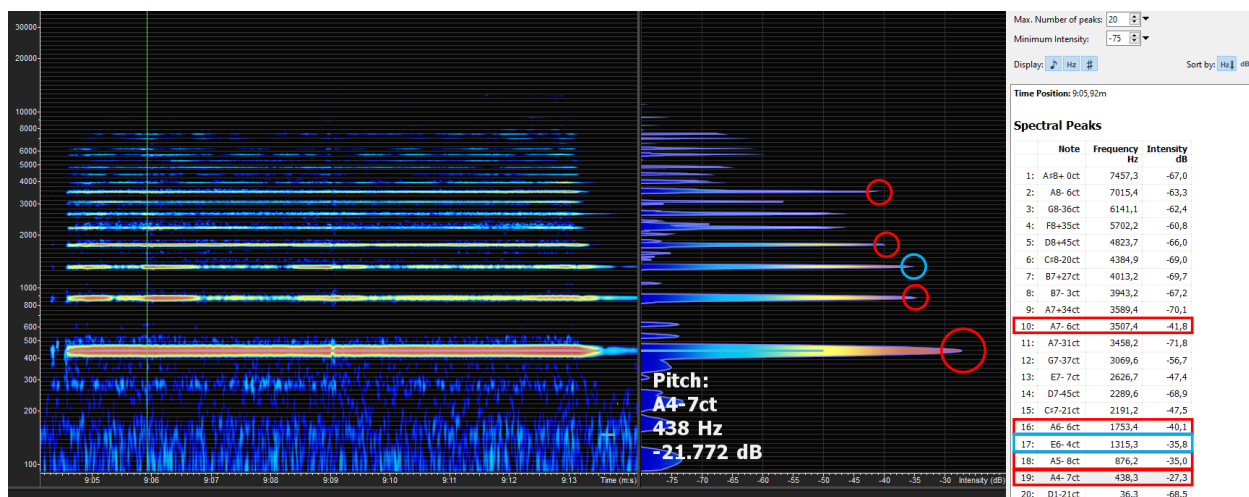 30000
20000
10000
8000
6000
5000
4000
3000
2000
1000
800
600
500
400
300
200
100
9:05 9:06 9:07 9:08 9:09 9:10 9:11 9:12 9:13 Time (m:s)
-75 -70 -65 -60 -55 -50 -45 -40 -35 -30 Intensity (dB)
Pitch:
A4-7ct
438 Hz
-21.772 dB
Max. Number of peaks: 20
Minimum Intensity: -75
Display: ♪ Hz # Sort by: Hz dB
Time Position: 9:05,92m
Spectral Peaks
Note Frequency Hz Intensity dB
1: A♯8+ 0ct 7457,3 -67,0
2: A8- 6ct 7015,4 -63,3
3: G8-36ct 6141,1 -62,4
4: F8+35ct 5702,2 -60,8
5: D8+45ct 4823,7 -66,0
6: C♯8-20ct 4384,9 -69,0
7: B7+27ct 4013,2 -69,7
8: B7- 3ct 3943,2 -67,2
9: A7+34ct 3589,4 -70,1
10: A7- 6ct 3507,4 -41,8
11: A7-31ct 3458,2 -71,8
12: G7-37ct 3069,6 -56,7
13: E7- 7ct 2626,7 -47,4
14: D7-45ct 2289,6 -68,9
15: C♯7-21ct 2191,2 -47,5
16: A6- 6ct 1753,4 -40,1
17: E6- 4ct 1315,3 -35,8
18: A5- 8ct 876,2 -35,0
19: A4- 7ct 438,3 -27,3
20: D1-21ct 36,3 -68,5